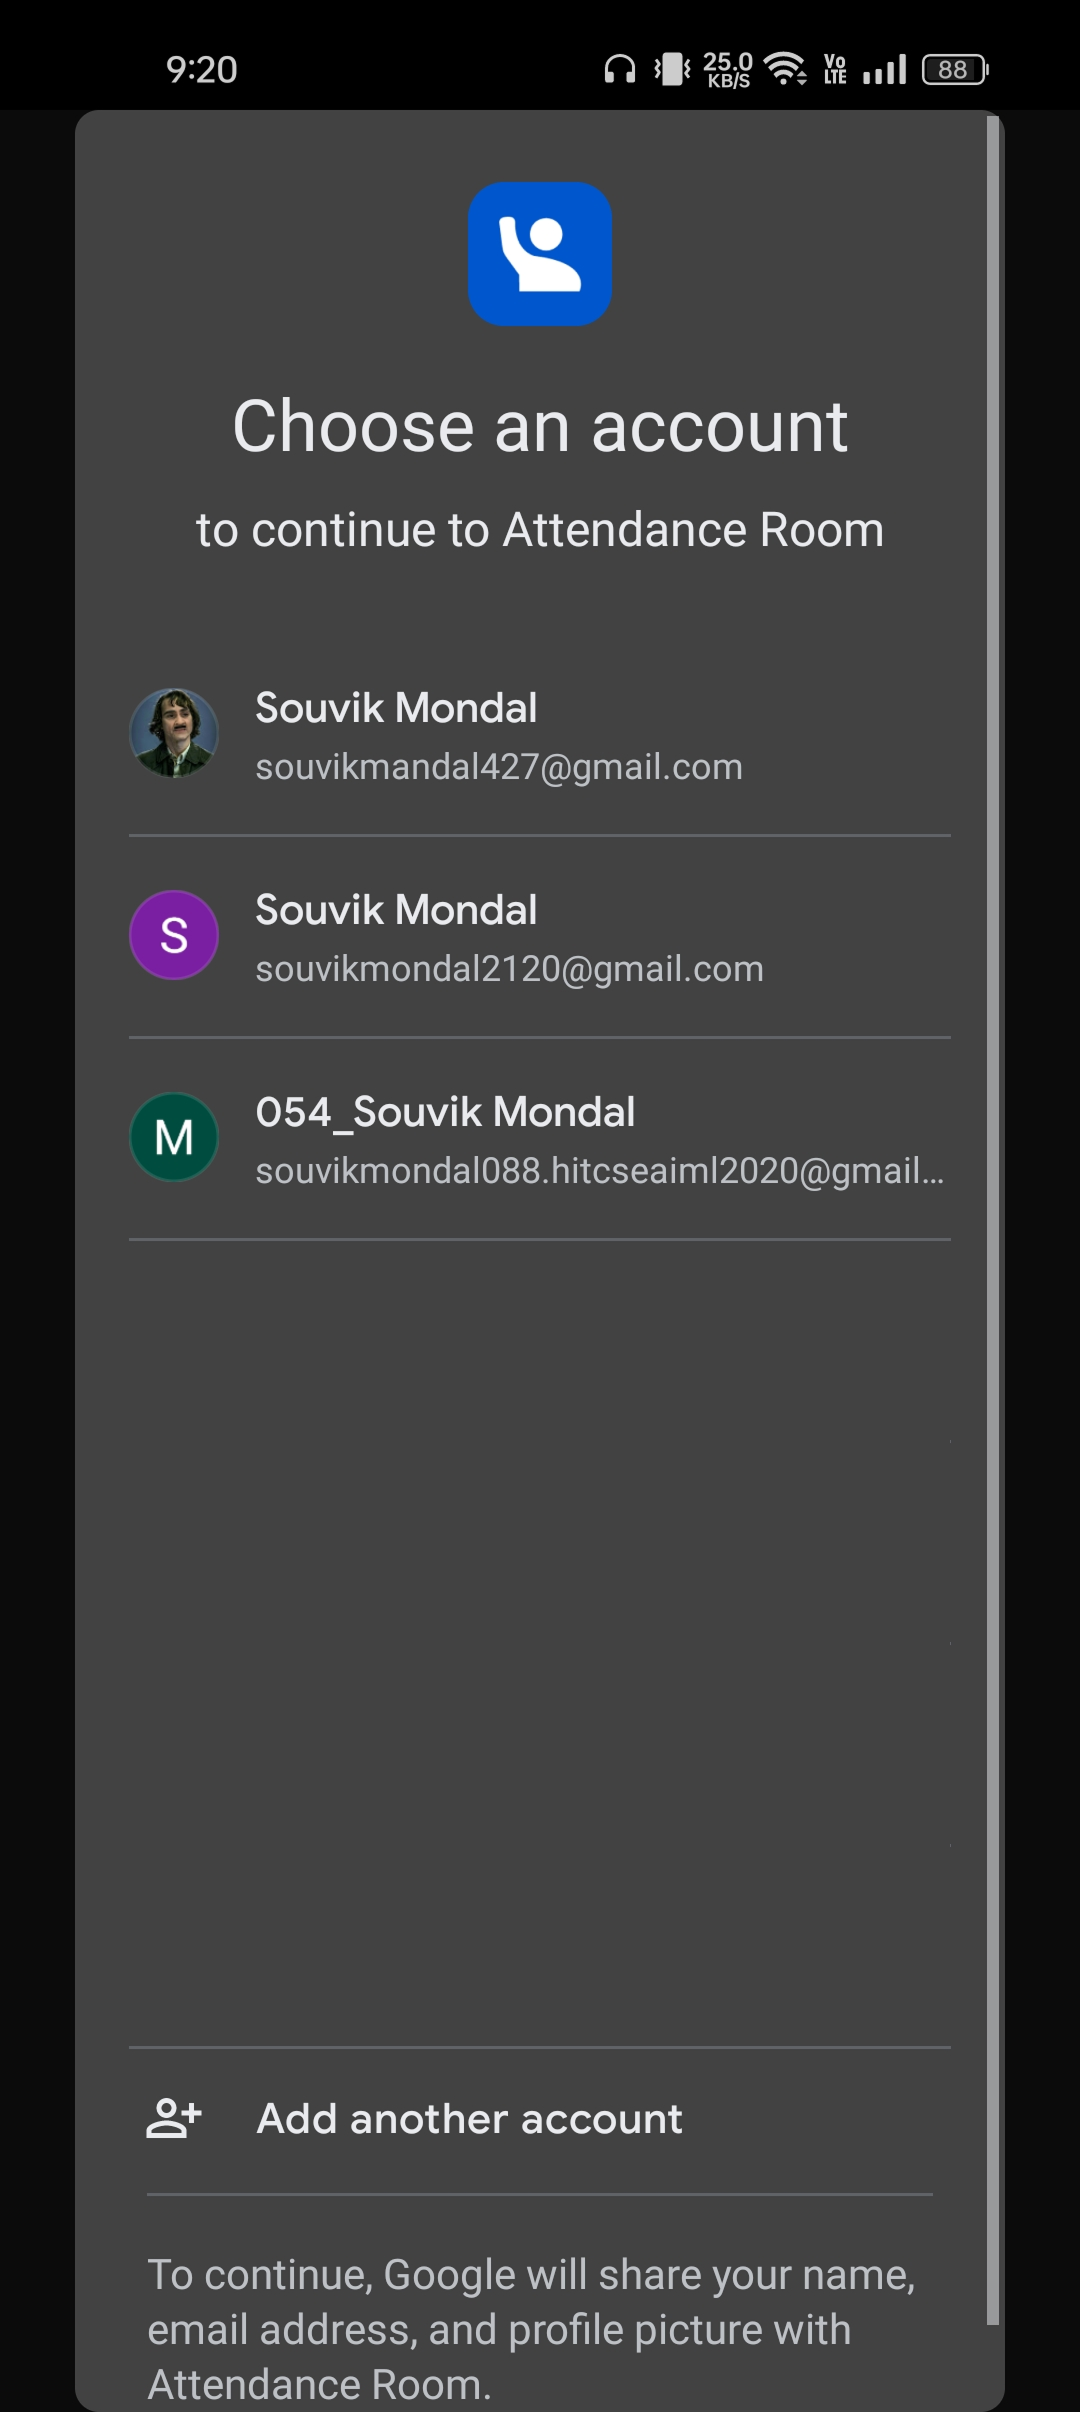 9:20
25.0
KB/S
Vo
LTE
88
Choose an account
to continue to Attendance Room
Souvik Mondal
souvikmandal427@gmail.com
S
Souvik Mondal
souvikmondal2120@gmail.com
M
054_Souvik Mondal
souvikmondal088.hitcseaiml2020@gmail...
Add another account
To continue, Google will share your name,
email address, and profile picture with
Attendance Room.